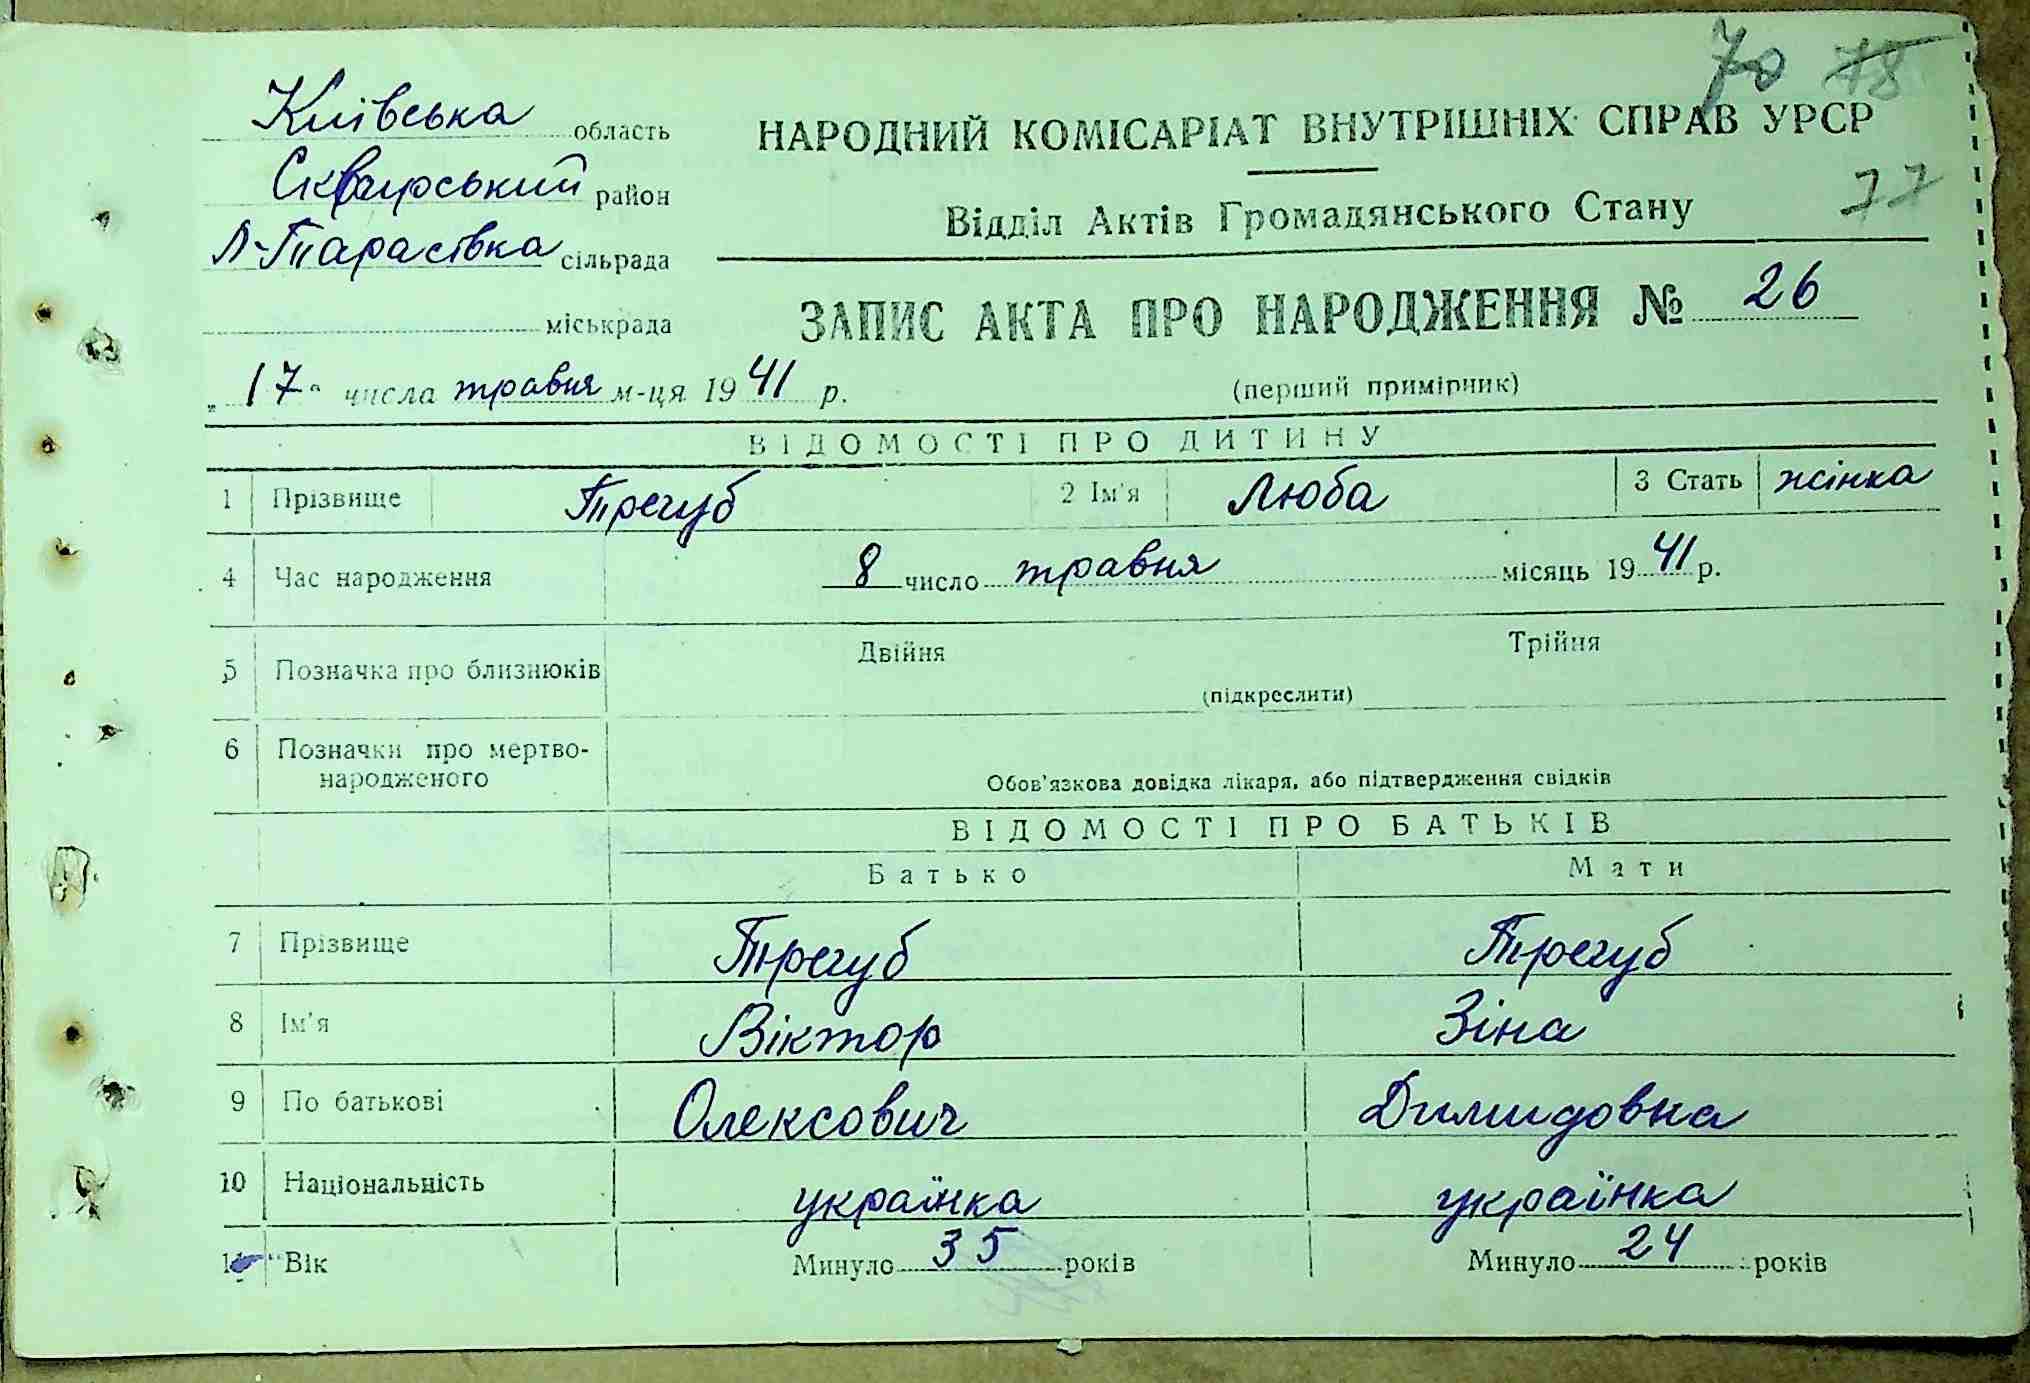 70 78
Київська область
НАРОДНИЙ КОМІСАРІАТ ВНУТРІШНІХ СПРАВ УРСР
Сквирський район
77
Відділ Актів Громадянського Стану
Л-Тарасівка сільрада
міськрада
ЗАПИС АКТА ПРО НАРОДЖЕННЯ № 26
„17“ числа травня м-ця 1941 р.
(перший примірник)
ВІДОМОСТІ ПРО ДИТИНУ
1 Прізвище Трегуб 2 Ім'я Люба 3 Стать жінка
4 Час народження 8 число травня місяць 1941 р.
5 Позначка про близнюків Двійня Трійня
(підкреслити)
6 Позначки про мертво-
народженого
Обов'язкова довідка лікаря, або підтвердження свідків
ВІДОМОСТІ ПРО БАТЬКІВ
Батько Мати
7 Прізвище Трегуб Трегуб
8 Ім'я Віктор Зіна
9 По батькові Олексович Димидовна
10 Національність українка українка
11 Вік Минуло 35 років Минуло 24 років